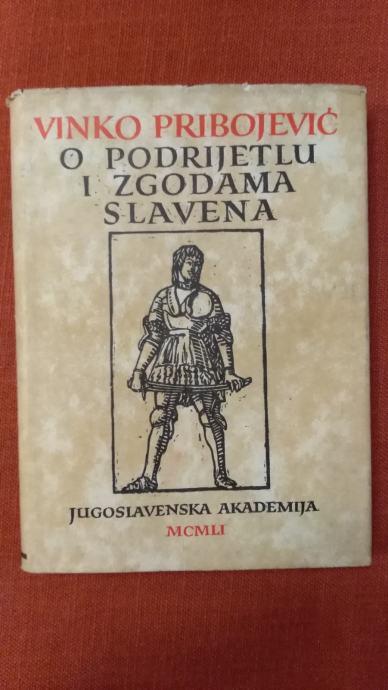 VINKO PRIBOJEVIĆ
O PODRIJETLU
I ZGODAMA
SLAVENA
JUGOSLAVENSKA AKADEMIJA
MCMLI